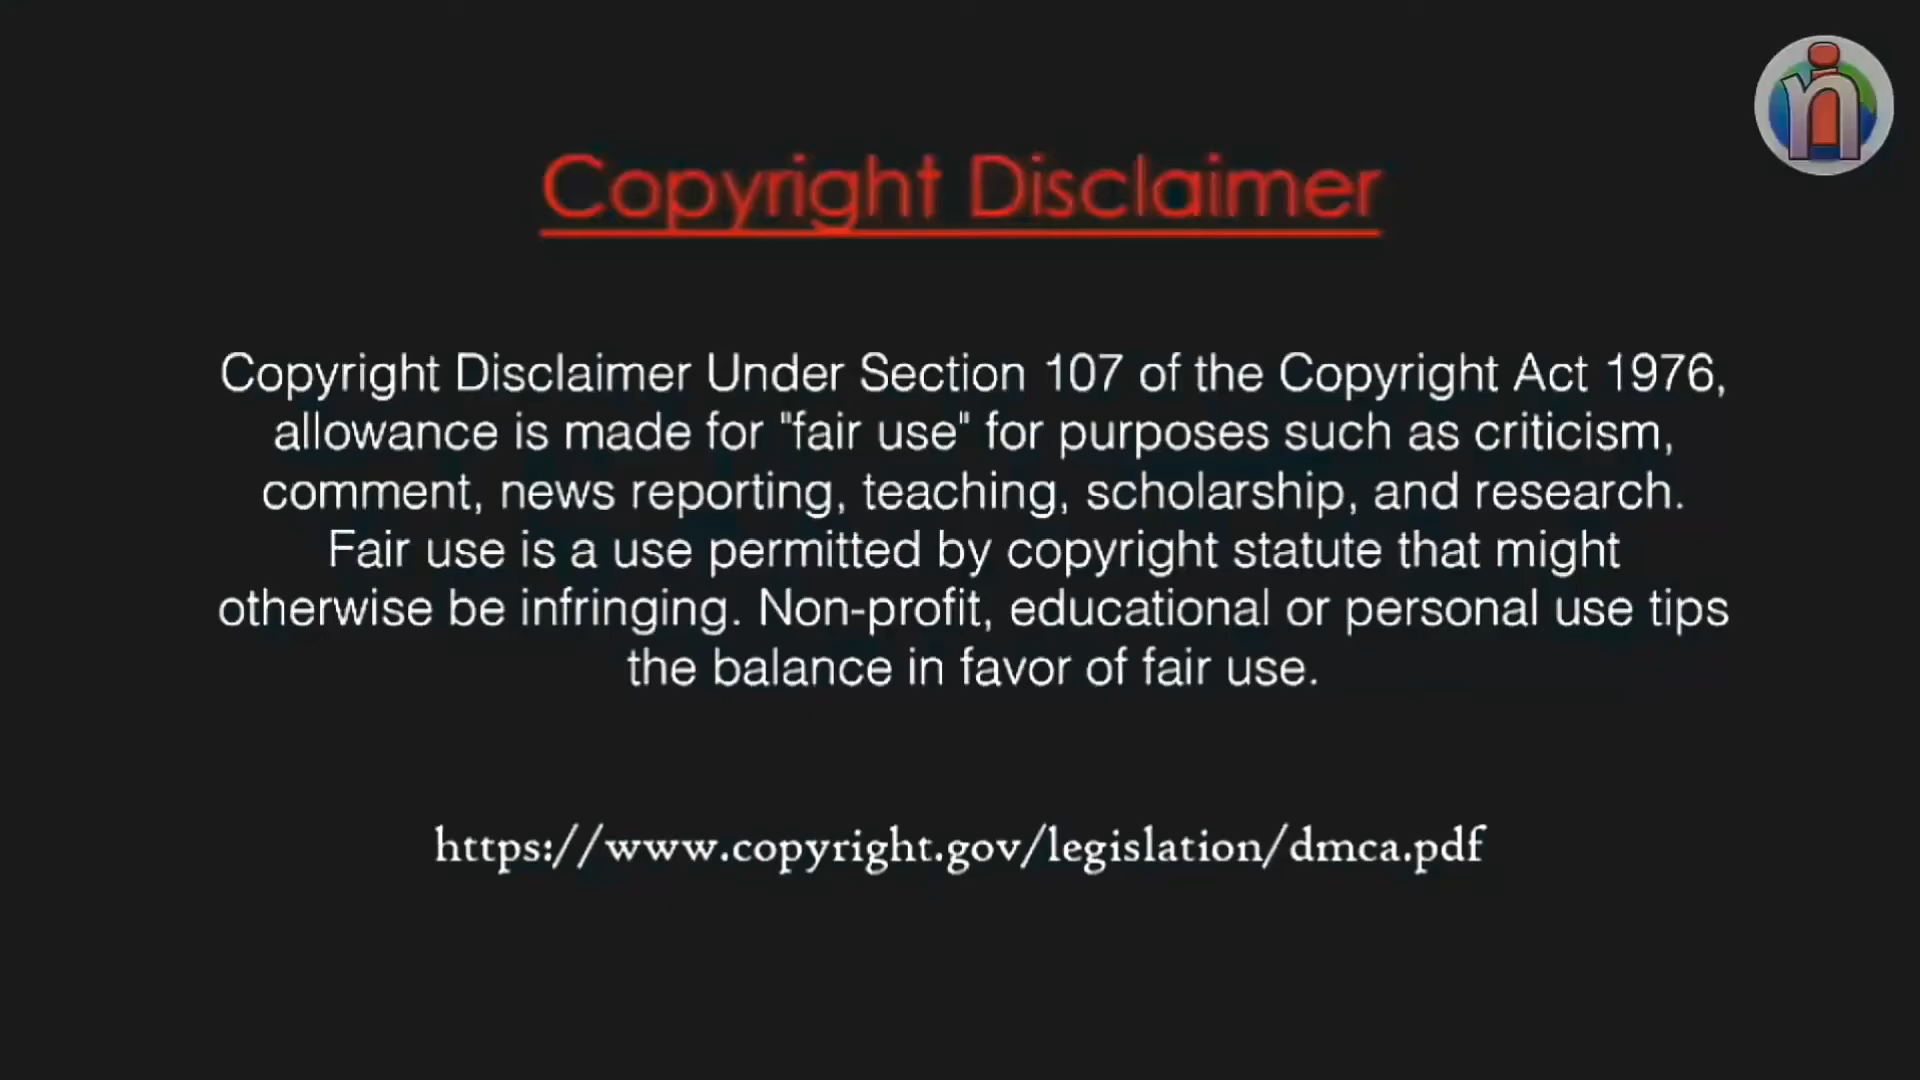 Copyright Disclaimer
Copyright Disclaimer Under Section 107 of the Copyright Act 1976,
allowance is made for "fair use" for purposes such as criticism,
comment, news reporting, teaching, scholarship, and research.
Fair use is a use permitted by copyright statute that might
otherwise be infringing. Non-profit, educational or personal use tips
the balance in favor of fair use.
https://www.copyright.gov/legislation/dmca.pdf